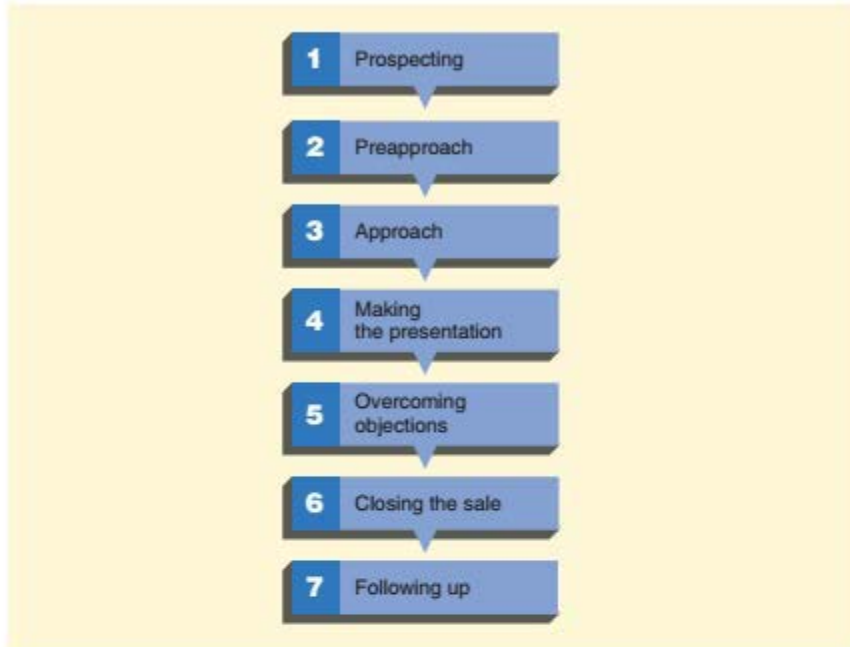 1 Prospecting
2 Preapproach
3 Approach
4 Making
the presentation
5 Overcoming
objections
6 Closing the sale
7 Following up